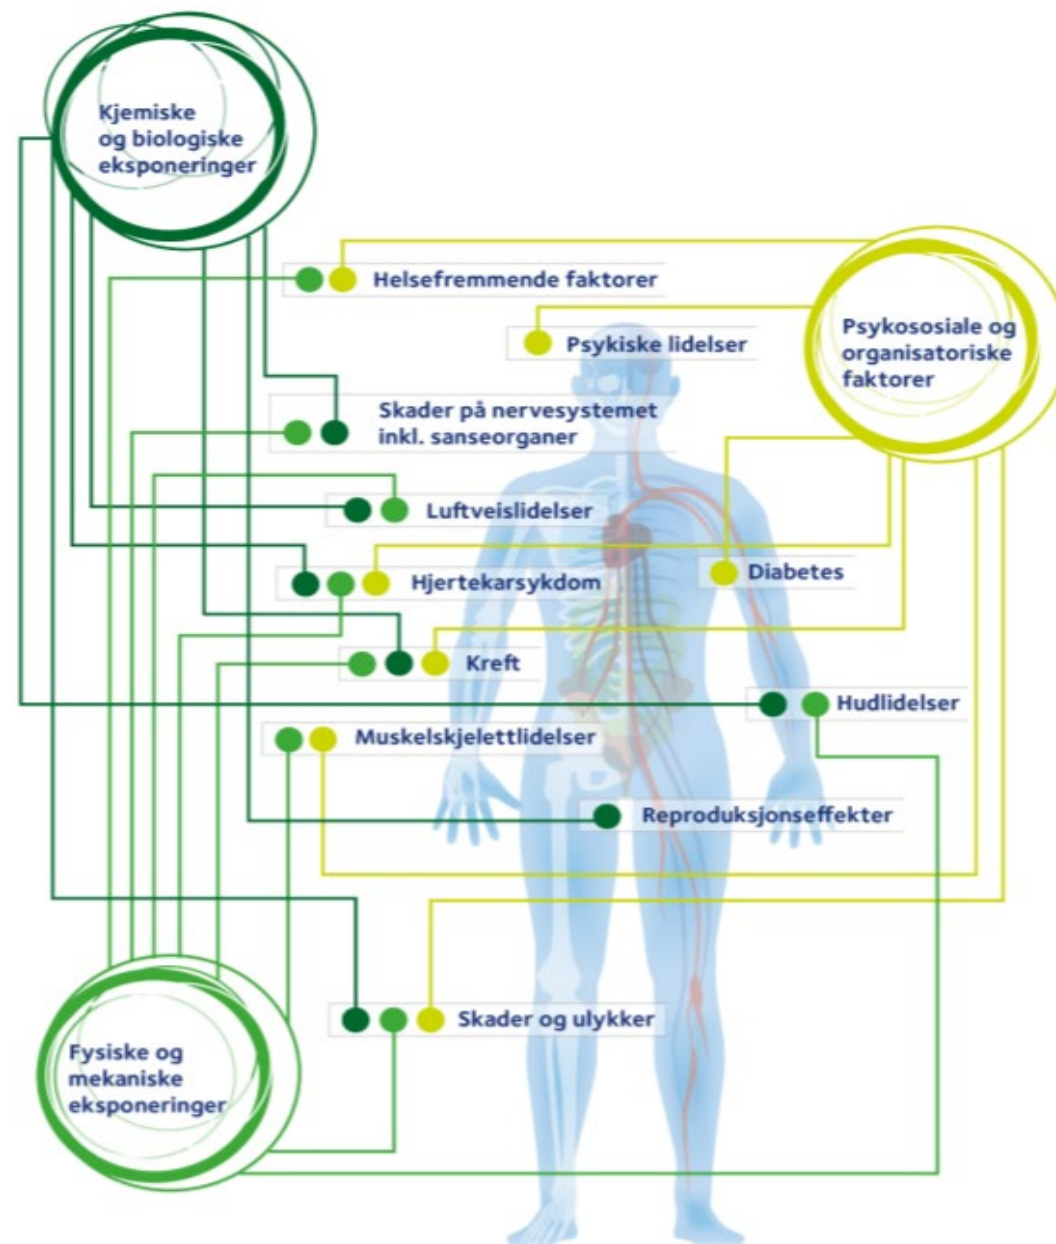 Kjemiske
og biologiske
eksponeringer
Helsefremmende faktorer
Psykososiale og
organisatoriske
faktorer
Psykiske lidelser
Skader på nervesystemet
inkl. sanseorganer
Luftveislidelser
Hjertekarsykdom
Diabetes
Kreft
Hudlidelser
Muskelskjelettlidelser
Reproduksjonseffekter
Skader og ulykker
Fysiske og
mekaniske
eksponeringer